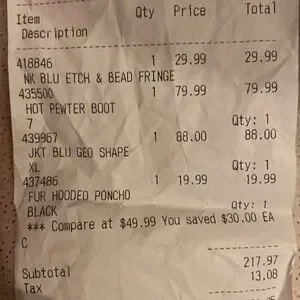 Item Qty Price Total
Description
418846 1 29.99 29.99
NK BLU ETCH & BEAD FRINGE
435500 1 79.99 79.99
HOT PEWTER BOOT
7 Qty: 1
439967 1 88.00 88.00
JKT BLU GEO SHAPE
XL Qty: 1
437486 1 19.99 19.99
FUR HOODED PONCHO
BLACK Qty: 1
*** Compare at $49.99 You saved $30.00 EA
C
Subtotal 217.97
Tax 13.08